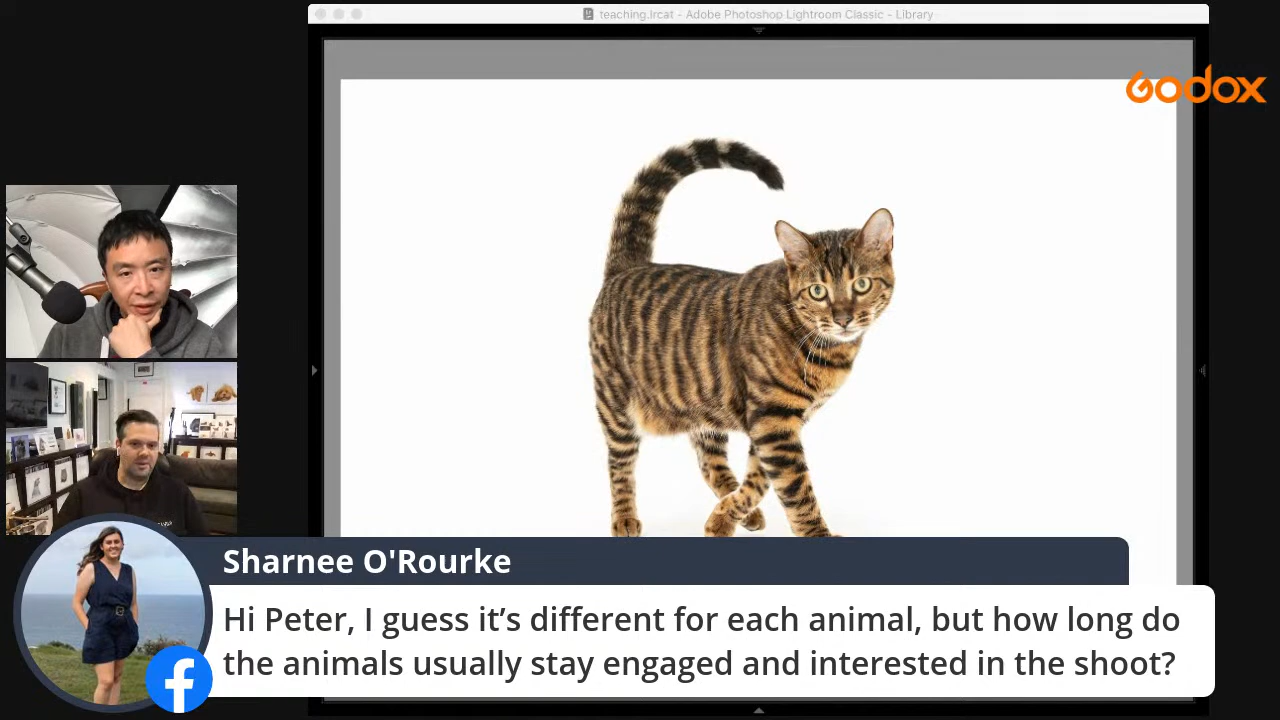 teaching.lrcat - Adobe Photoshop Lightroom Classic - Library
Godox
Sharnee O'Rourke
Hi Peter, I guess it’s different for each animal, but how long do
the animals usually stay engaged and interested in the shoot?